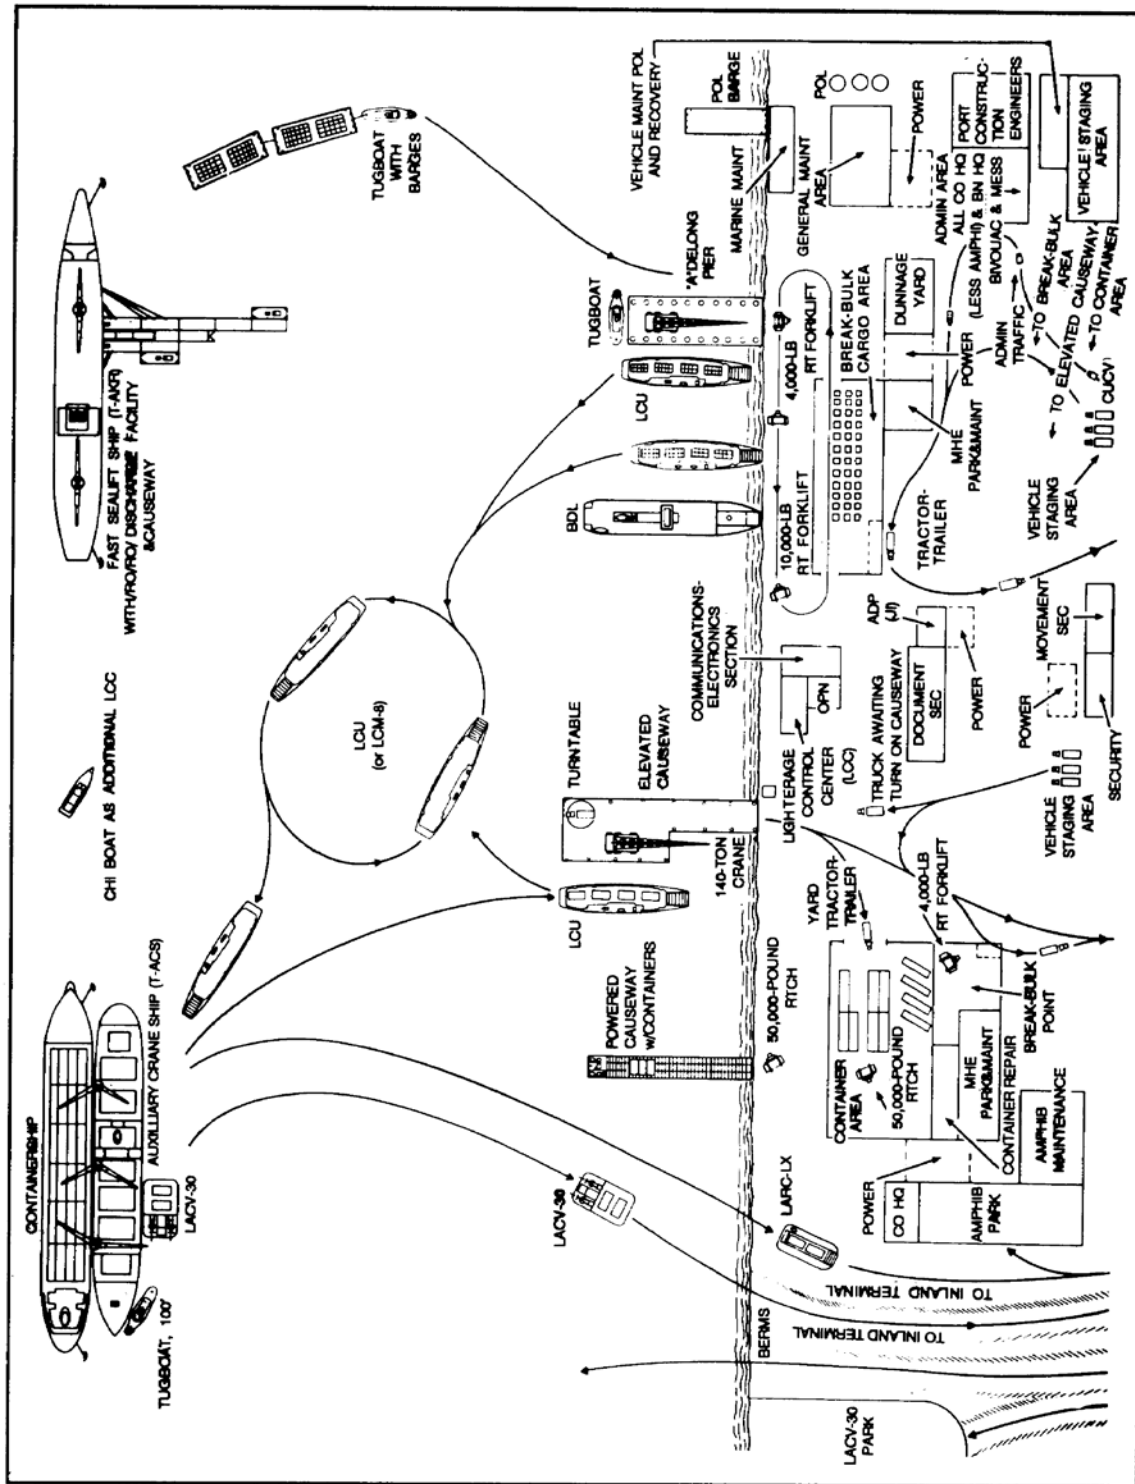 CONTAINERSHIP
AUXILLIARY CRANE SHIP (T-ACS)
LACV-30
TUGBOAT, 100'
CHI BOAT AS ADDITIONAL LCC
FAST SEALIFT SHIP (T-AKR)
WITH/RO/RO/ DISCHARGE FACILITY
&CAUSEWAY
TUGBOAT
WITH
BARGES
LCU
(or LCM-8)
LACV-30
POWERED
CAUSEWAY
w/CONTAINERS
LCU
TURNTABLE
ELEVATED
CAUSEWAY
140-TON
CRANE
BDL
LCU
TUGBOAT
"A"DELONG
PIER
VEHICLE MAINT POL
AND RECOVERY
POL
BARGE
MARINE MAINT
GENERAL MAINT
AREA
POL
POWER
BERMS
LACV-30
PARK
TO INLAND TERMINAL
TO INLAND TERMINAL
LARC-LX
50,000-POUND
RTCH
YARD
TRACTOR-
TRAILER
LIGHTERAGE
CONTROL
CENTER
(LCC)
OPN
COMMUNICATIONS-
ELECTRONICS
SECTION
TRUCK AWAITING
TURN ON CAUSEWAY
10,000-LB
RT FORKLIFT
4,000-LB
RT FORKLIFT
BREAK-BULK
CARGO AREA
DUNNAGE
YARD
ADMIN AREA
ALL CO HQ
(LESS AMPHI) & BN HQ
BIVOUAC & MESS
PORT
CONSTRUC-
TION
ENGINEERS
CONTAINER
AREA
50,000-POUND
RTCH
4,000-LB
RT FORKLIFT
POWER
CO HQ
AMPHIB
PARK
MHE
PARK&MAINT
CONTAINER REPAIR
AMPHIB
MAINTENANCE
BREAK-BULK
POINT
DOCUMENT
SEC
ADP
POWER
TRACTOR-
TRAILER
MHE
PARK&MAINT
POWER
ADMIN
TRAFFIC
TO BREAK-BULK
AREA
TO ELEVATED CAUSEWAY
TO CONTAINER
AREA
VEHICLE STAGING
AREA
CUCV
VEHICLE
STAGING
AREA
MOVEMENT
SEC
POWER
SECURITY
VEHICLE
STAGING
AREA